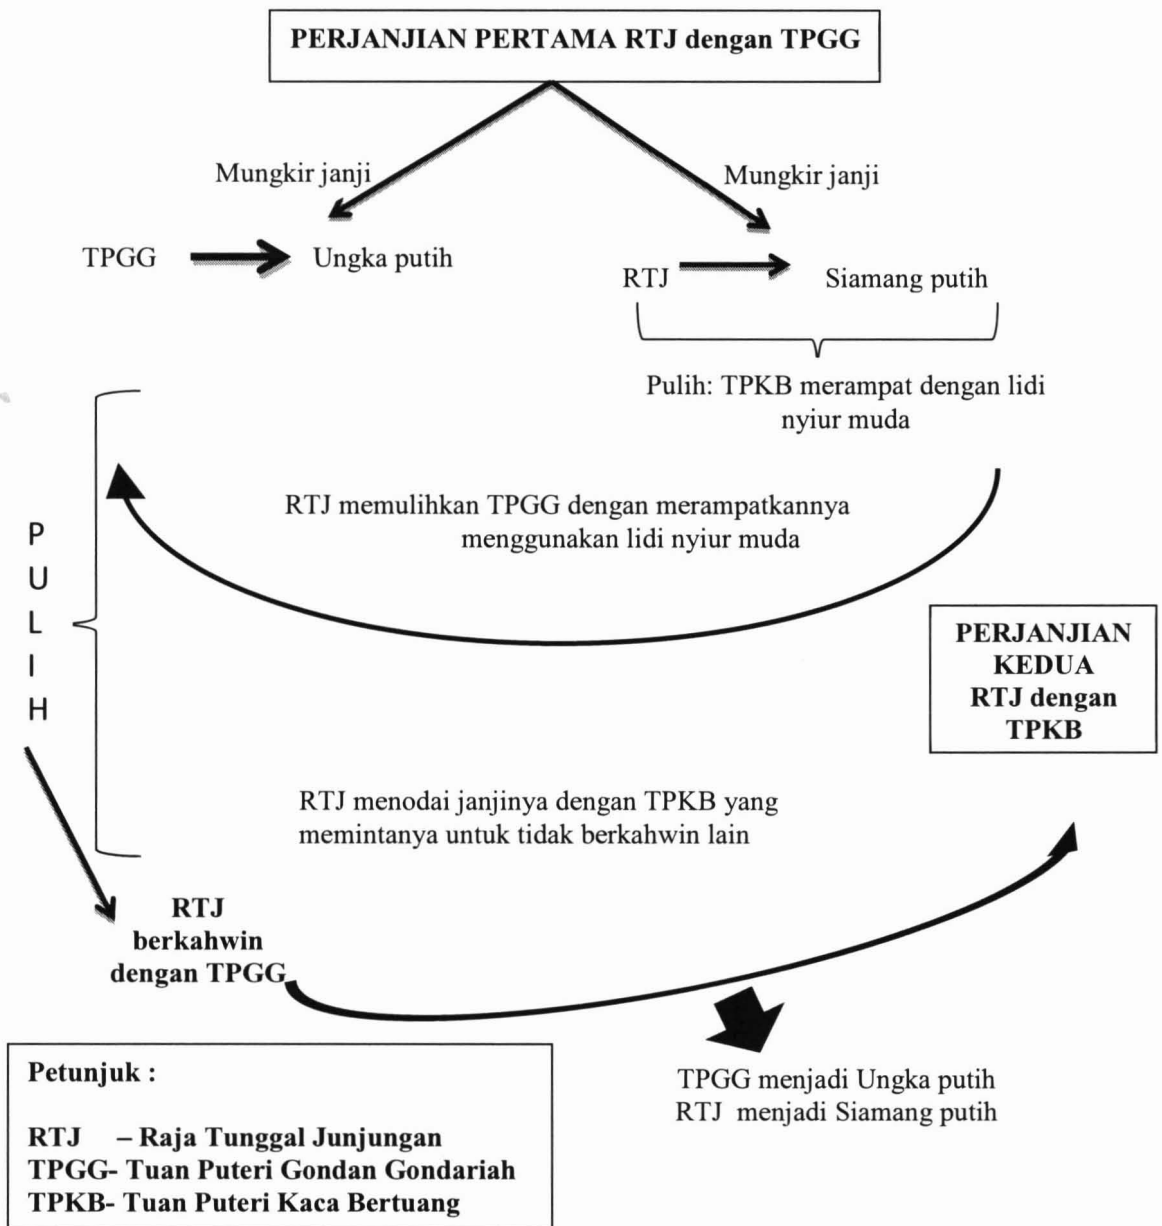 PERJANJIAN PERTAMA RTJ dengan TPGG
Mungkir janji
Mungkir janji
TPGG
Ungka putih
RTJ
Siamang putih
Pulih: TPKB merampat dengan lidi
nyiur muda
RTJ memulihkan TPGG dengan merampatkannya
menggunakan lidi nyiur muda
P
U
L
I
H
PERJANJIAN
KEDUA
RTJ dengan
TPKB
RTJ menodai janjinya dengan TPKB yang
memintanya untuk tidak berkahwin lain
RTJ
berkahwin
dengan TPGG
TPGG menjadi Ungka putih
RTJ menjadi Siamang putih
Petunjuk :
RTJ – Raja Tunggal Junjungan
TPGG- Tuan Puteri Gondan Gondariah
TPKB- Tuan Puteri Kaca Bertuang